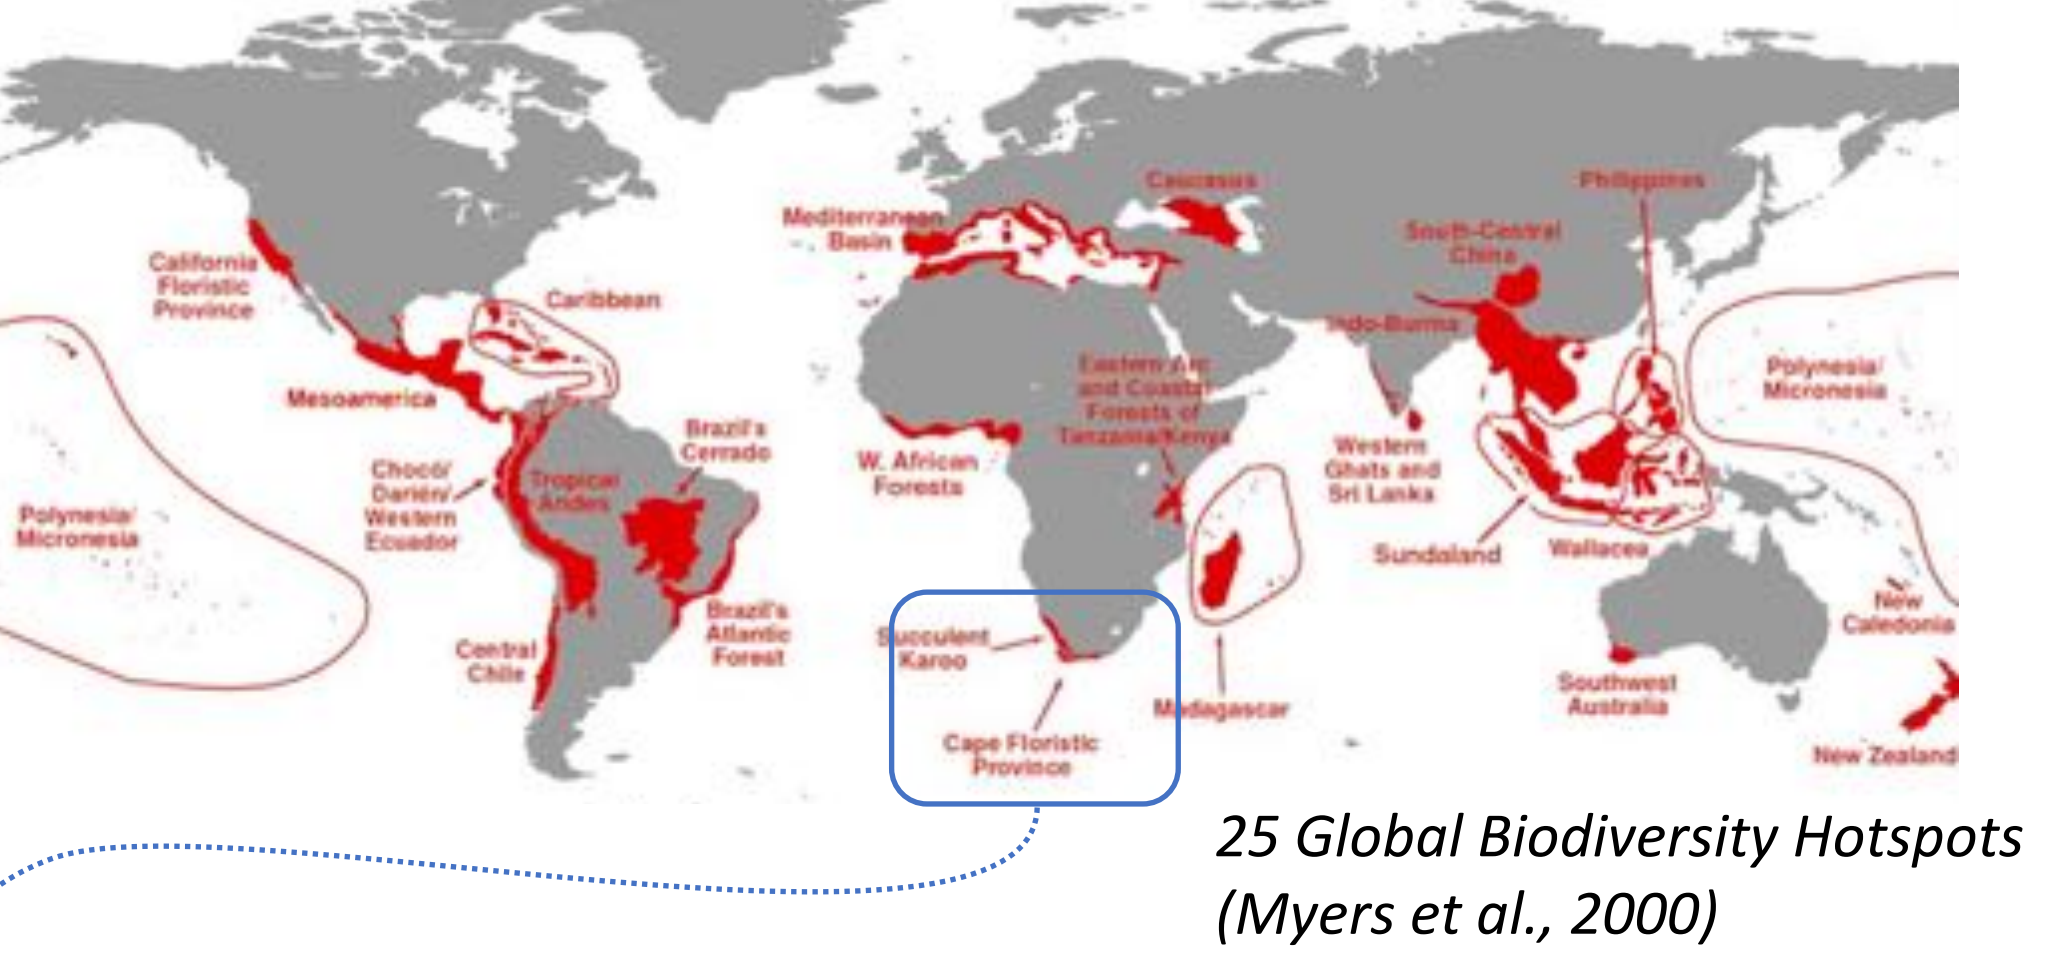 Caucasus
Philippines
Mediterranean
Basin
South-Central
China
California
Floristic
Province
Caribbean
Indo-Burma
Eastern Arc
and Coastal
Forests of
Tanzania/Kenya
Polynesia/
Micronesia
Mesoamerica
Brazil's
Cerrado
Western
Ghats and
Sri Lanka
W. African
Forests
Chocó/
Darién/
Western
Ecuador
Tropical
Andes
Polynesia/
Micronesia
Sundaland
Wallacea
New
Caledonia
Brazil's
Atlantic
Forest
Succulent
Karoo
Central
Chile
Madagascar
Southwest
Australia
Cape Floristic
Province
New Zealand
25 Global Biodiversity Hotspots
(Myers et al., 2000)